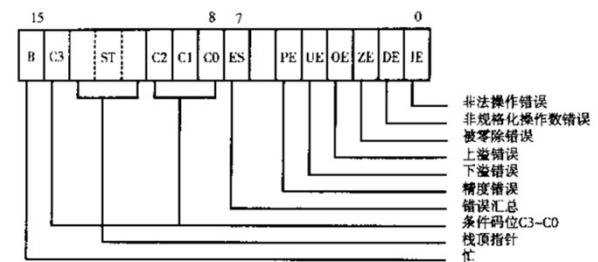 15 8 7 0
B C3 ST C2 C1 C0 ES PE UE OE ZE DE IE
非法操作错误
非规格化操作数错误
被零除错误
上溢错误
下溢错误
精度错误
错误汇总
条件码位C3~C0
栈顶指针
忙